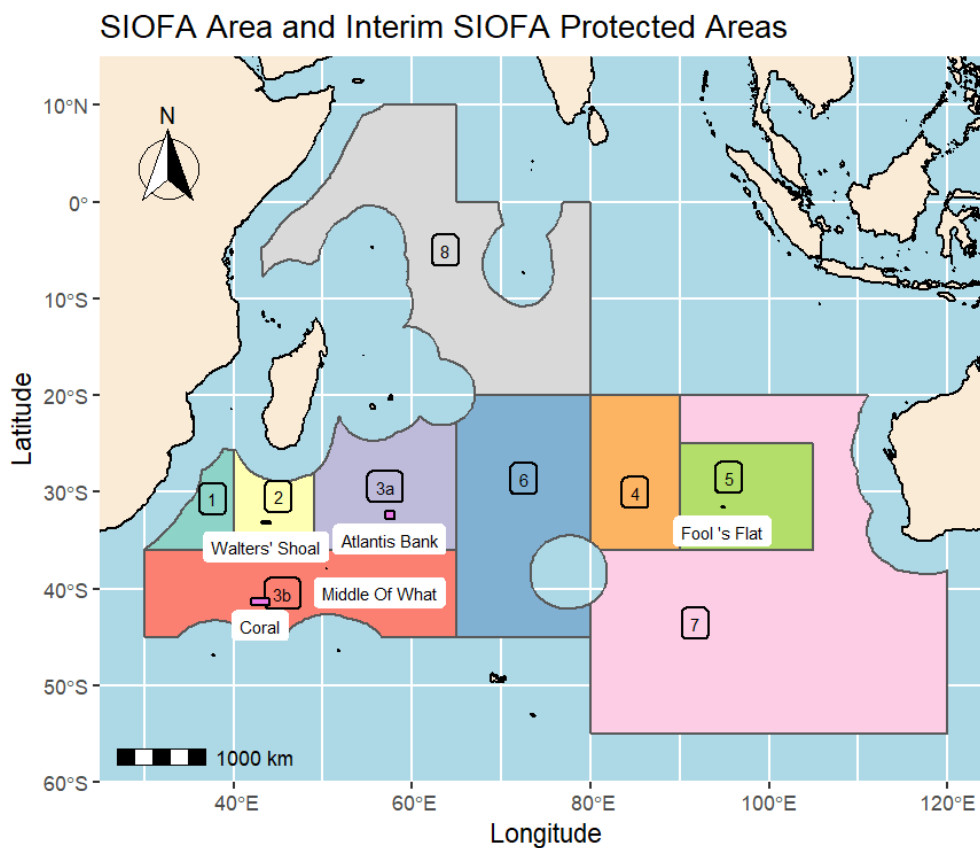 SIOFA Area and Interim SIOFA Protected Areas
N
10°N
0°
10°S
20°S
30°S
40°S
50°S
60°S
Latitude
8
1
2
3a
6
4
5
Walters' Shoal
Atlantis Bank
Fool 's Flat
3b
Middle Of What
Coral
7
1000 km
40°E
60°E
80°E
100°E
120°E
Longitude